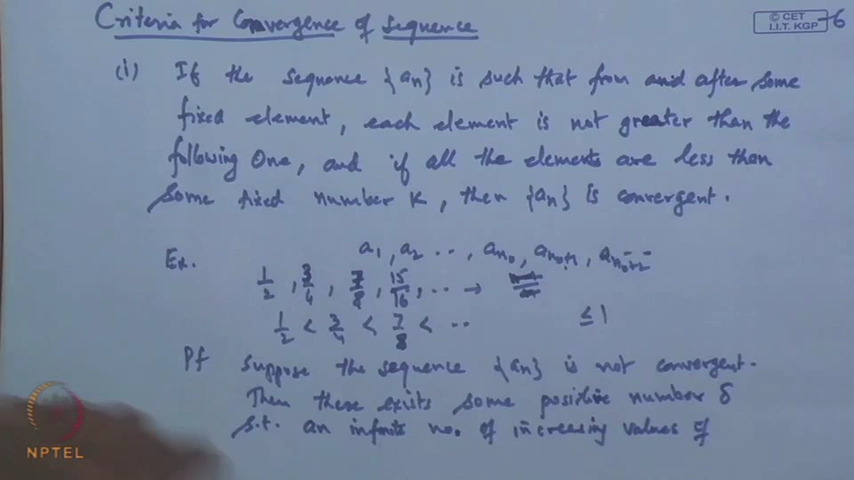 Criteria for Convergence of Sequence
© CET
I.I.T. KGP
-6
(i) If the sequence {an} is such that from and after some
fixed element, each element is not greater than the
following One, and if all the elements are less than
some fixed number K, then {an} is convergent.
Ex. a1, a2 ..., an0, an0+1, an0+2 --
1/2, 3/4, 7/8, 15/16, ... →
1/2 < 3/4 < 7/8 < ... ≤ 1
Pf Suppose the sequence {an} is not convergent.
Then there exists some positive number δ
s.t. an infinite no. of increasing values of
NPTEL